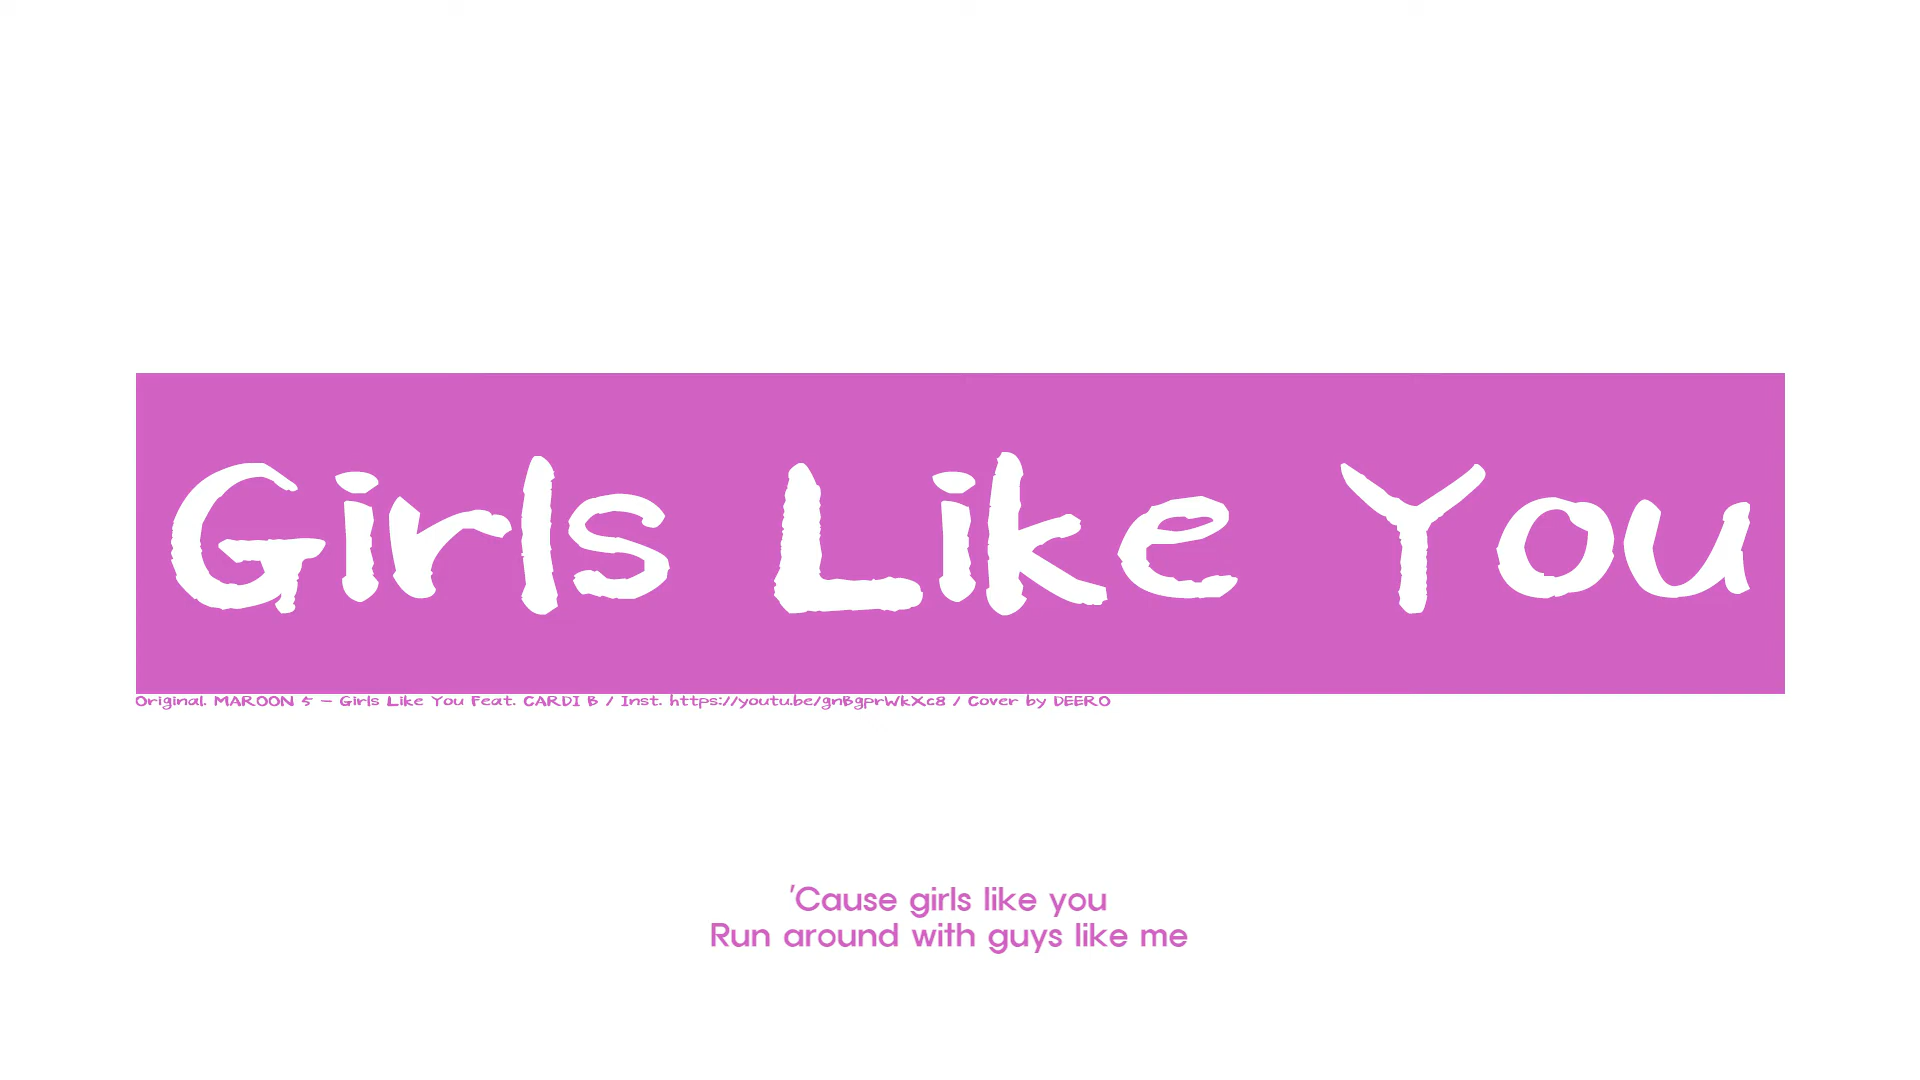 Girls Like You
Original. MAROON 5 - Girls Like You Feat. CARDI B / Inst. https://youtu.be/gnBgprWkXc8 / Cover by DEERO
'Cause girls like you
Run around with guys like me